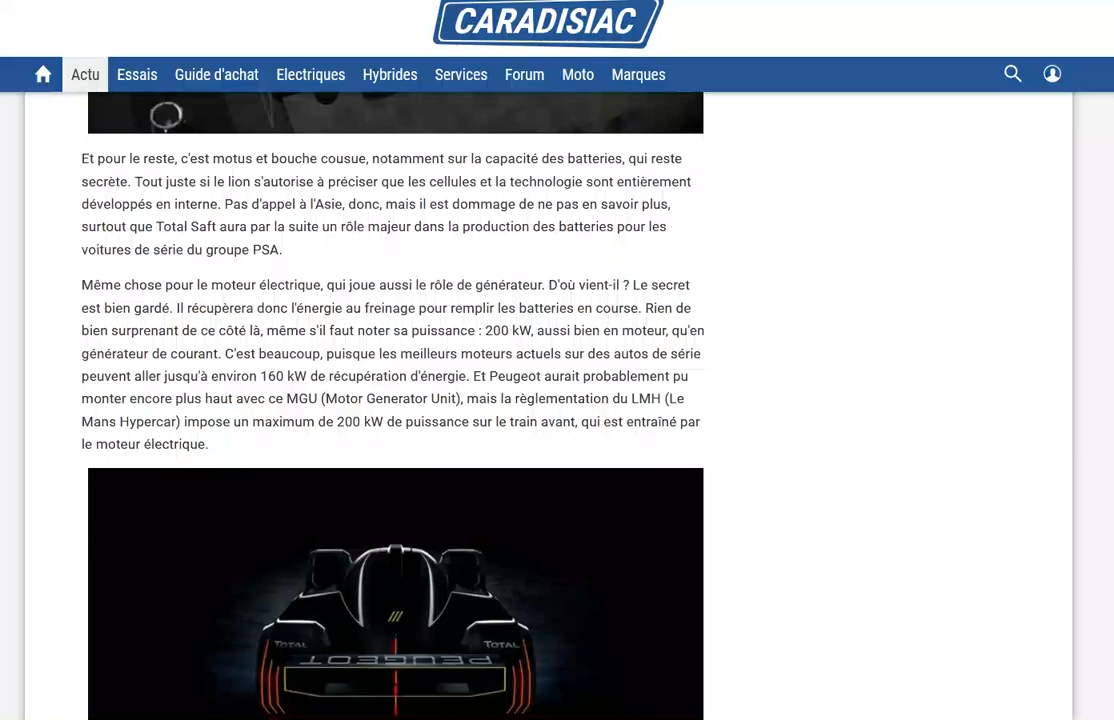 CARADISIAC
Actu Essais Guide d'achat Electriques Hybrides Services Forum Moto Marques
Et pour le reste, c'est motus et bouche cousue, notamment sur la capacité des batteries, qui reste
secrète. Tout juste si le lion s'autorise à préciser que les cellules et la technologie sont entièrement
développés en interne. Pas d'appel à l'Asie, donc, mais il est dommage de ne pas en savoir plus,
surtout que Total Saft aura par la suite un rôle majeur dans la production des batteries pour les
voitures de série du groupe PSA.
Même chose pour le moteur électrique, qui joue aussi le rôle de générateur. D'où vient-il ? Le secret
est bien gardé. Il récupèrera donc l'énergie au freinage pour remplir les batteries en course. Rien de
bien surprenant de ce côté là, même s'il faut noter sa puissance : 200 kW, aussi bien en moteur, qu'en
générateur de courant. C'est beaucoup, puisque les meilleurs moteurs actuels sur des autos de série
peuvent aller jusqu'à environ 160 kW de récupération d'énergie. Et Peugeot aurait probablement pu
monter encore plus haut avec ce MGU (Motor Generator Unit), mais la règlementation du LMH (Le
Mans Hypercar) impose un maximum de 200 kW de puissance sur le train avant, qui est entraîné par
le moteur électrique.
TOTAL TOTAL
PEUGEOT